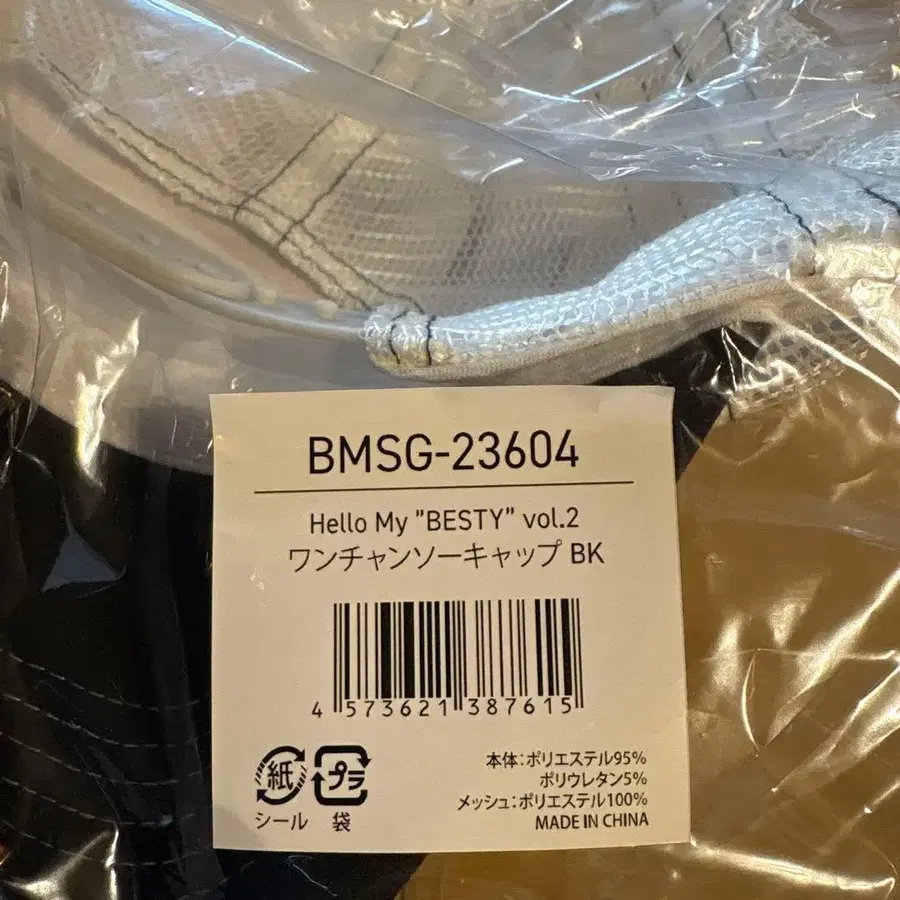 BMSG-23604
Hello My "BESTY" vol.2
ワンチャンソーキャップ BK
4 573621 387615
紙 プラ
シール 袋
本体:ポリエステル95%
ポリウレタン5%
メッシュ:ポリエステル100%
MADE IN CHINA